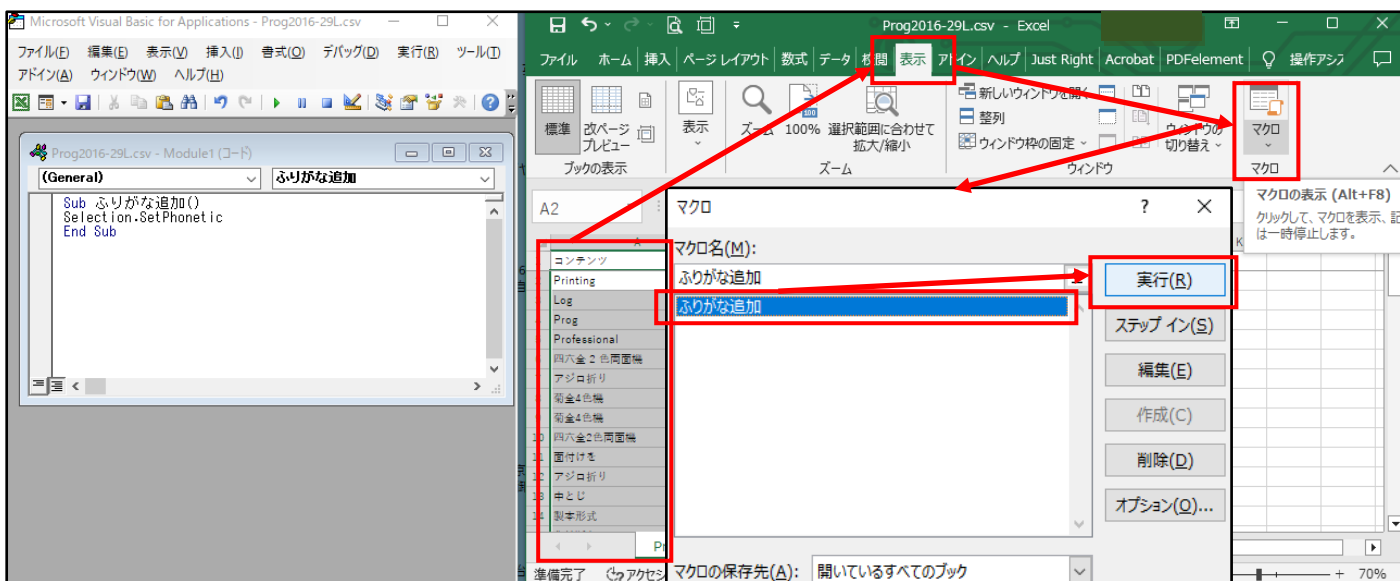 Microsoft Visual Basic for Applications - Prog2016-29L.csv
ファイル(F) 編集(E) 表示(V) 挿入(I) 書式(O) デバッグ(D) 実行(R) ツール(T)
アドイン(A) ウィンドウ(W) ヘルプ(H)
Prog2016-29L.csv - Module1 (コード)
(General) ふりがな追加
Sub ふりがな追加()
Selection.SetPhonetic
End Sub
Prog2016-29L.csv - Excel
ファイル ホーム 挿入 ページ レイアウト 数式 データ 校閲 表示 アドイン ヘルプ Just Right Acrobat PDFelement 操作アシ
標準 改ページ プレビュー
ブックの表示
表示
ズーム 100% 選択範囲に合わせて 拡大/縮小
ズーム
新しいウィンドウを開く
整列
ウィンドウ枠の固定
ウィンドウの 切り替え
ウィンドウ
マクロ
マクロ
マクロの表示 (Alt+F8)
クリックして、マクロを表示、記
は一時停止します。
A2
コンテンツ
Printing
Log
Prog
Professional
四六全２色両面機
アジロ折り
菊全4色機
菊全4色機
10 四六全2色両面機
11 面付けを
12 アジロ折り
13 中とじ
14 製本形式
Pr
準備完了 アクセシ
マクロ ? ×
マクロ名(M):
ふりがな追加
ふりがな追加
実行(R)
ステップ イン(S)
編集(E)
作成(C)
削除(D)
オプション(O)...
マクロの保存先(A): 開いているすべてのブック
70%